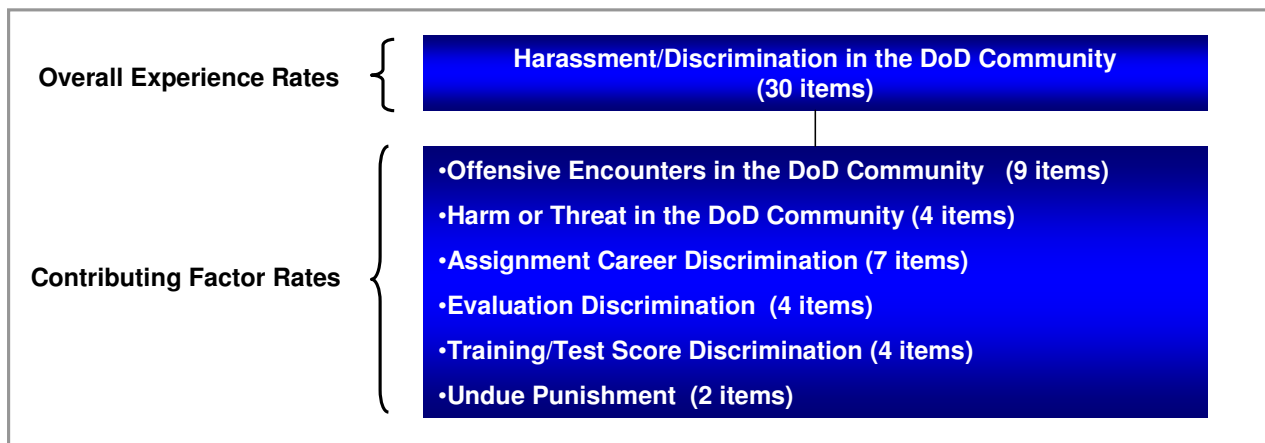 Overall Experience Rates
Harassment/Discrimination in the DoD Community
(30 items)
Contributing Factor Rates
•Offensive Encounters in the DoD Community (9 items)
•Harm or Threat in the DoD Community (4 items)
•Assignment Career Discrimination (7 items)
•Evaluation Discrimination (4 items)
•Training/Test Score Discrimination (4 items)
•Undue Punishment (2 items)